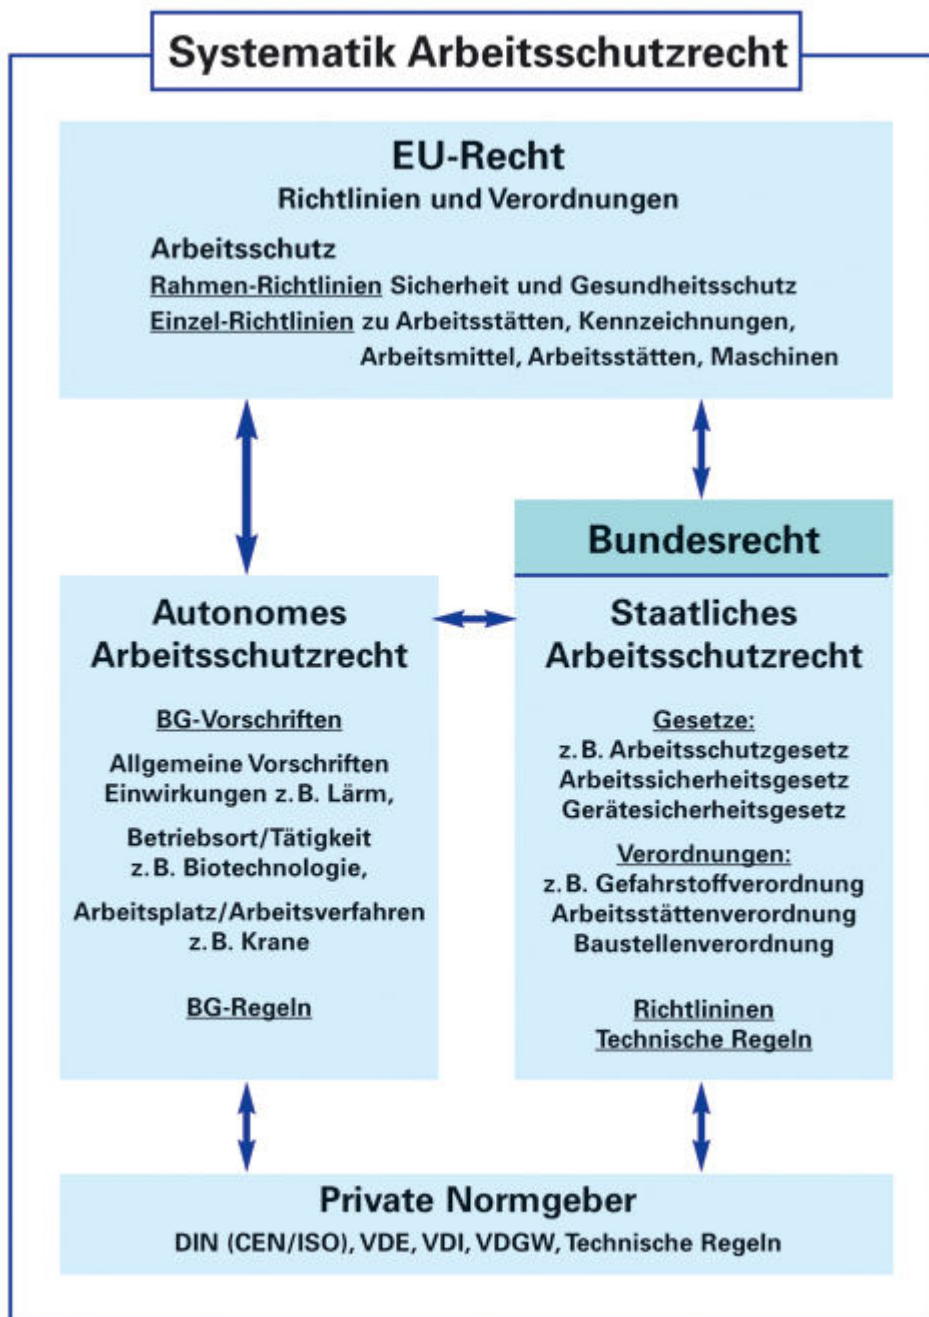 Systematik Arbeitsschutzrecht
EU-Recht
Richtlinien und Verordnungen
Arbeitsschutz
Rahmen-Richtlinien Sicherheit und Gesundheitsschutz
Einzel-Richtlinien zu Arbeitsstätten, Kennzeichnungen,
Arbeitsmittel, Arbeitsstätten, Maschinen
Autonomes
Arbeitsschutzrecht
BG-Vorschriften
Allgemeine Vorschriften
Einwirkungen z.B. Lärm,
Betriebsort/Tätigkeit
z.B. Biotechnologie,
Arbeitsplatz/Arbeitsverfahren
z.B. Krane
BG-Regeln
Bundesrecht
Staatliches
Arbeitsschutzrecht
Gesetze:
z.B. Arbeitsschutzgesetz
Arbeitssicherheitsgesetz
Gerätesicherheitsgesetz
Verordnungen:
z.B. Gefahrstoffverordnung
Arbeitsstättenverordnung
Baustellenverordnung
Richtlininen
Technische Regeln
Private Normgeber
DIN (CEN/ISO), VDE, VDI, VDGW, Technische Regeln